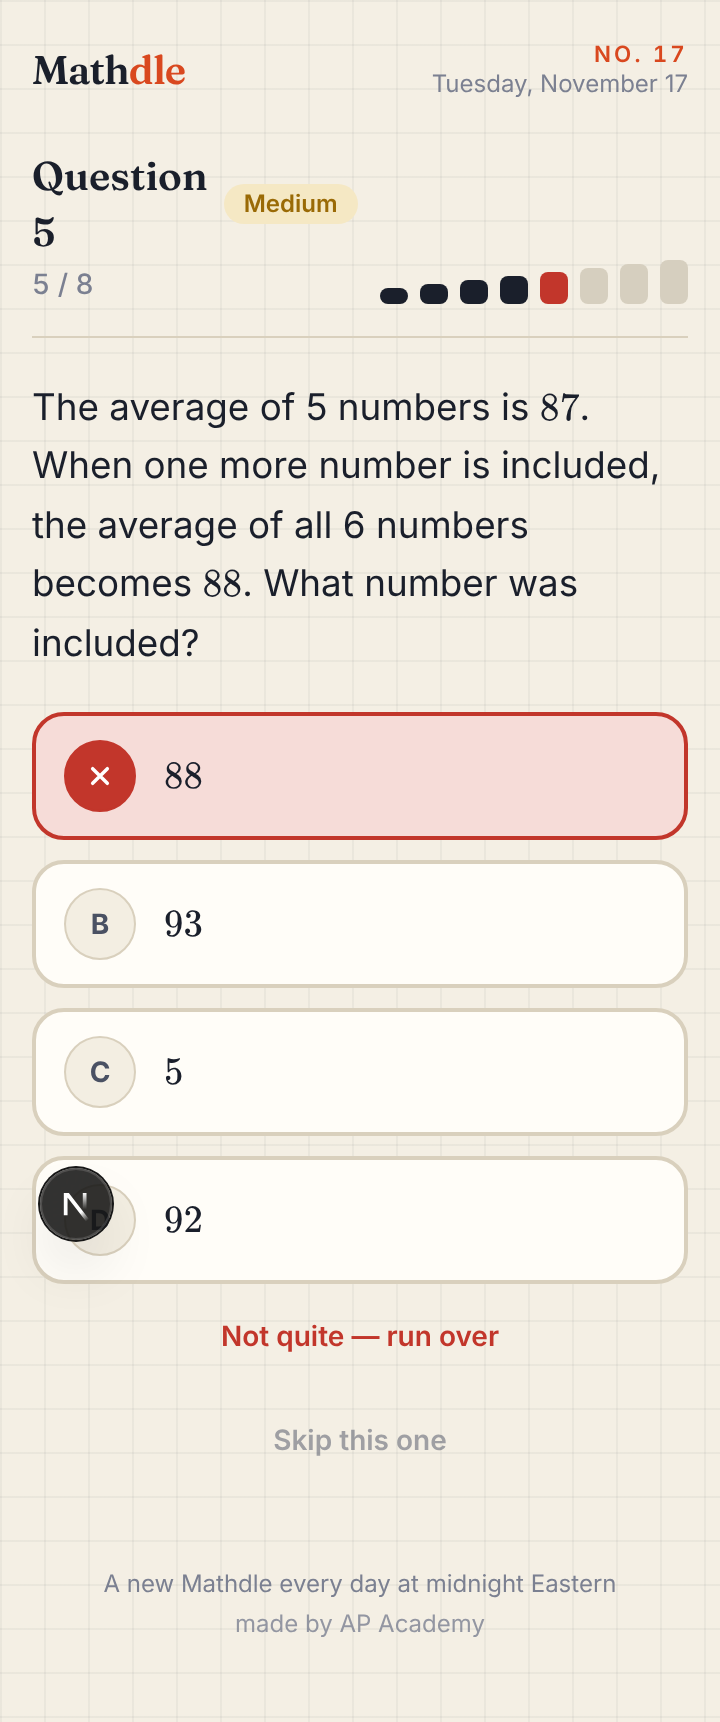 Mathdle
NO. 17
Tuesday, November 17
Question
5
Medium
5 / 8
The average of 5 numbers is 87.
When one more number is included,
the average of all 6 numbers
becomes 88. What number was
included?
88
B
93
C
5
N
D
92
Not quite — run over
Skip this one
A new Mathdle every day at midnight Eastern
made by AP Academy